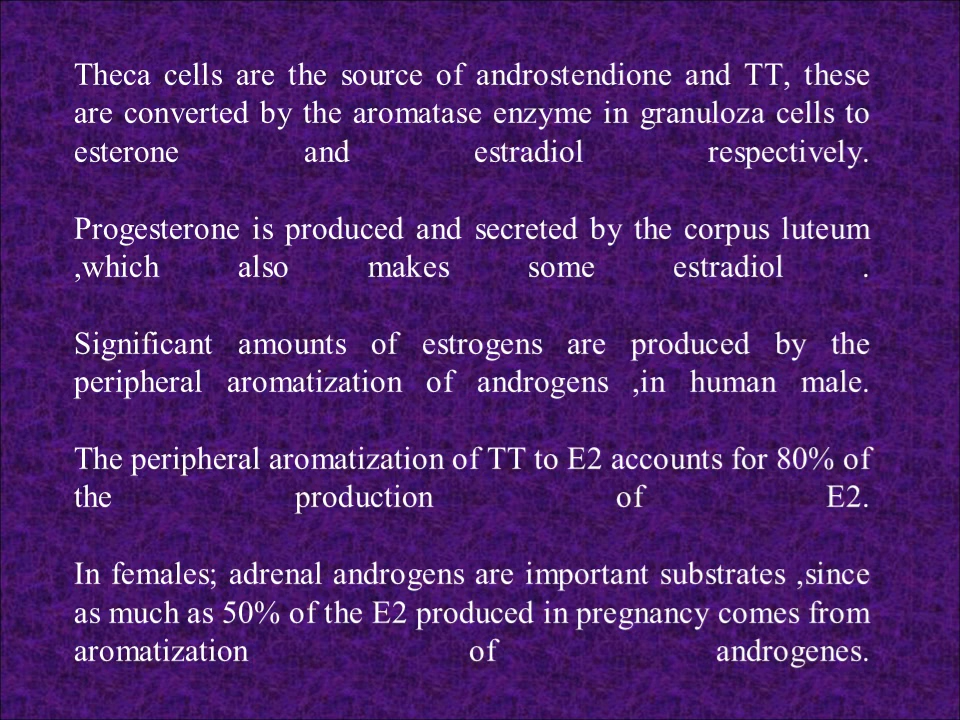 Theca cells are the source of androstendione and TT, these
are converted by the aromatase enzyme in granuloza cells to
esterone and estradiol respectively.
Progesterone is produced and secreted by the corpus luteum
,which also makes some estradiol .
Significant amounts of estrogens are produced by the
peripheral aromatization of androgens ,in human male.
The peripheral aromatization of TT to E2 accounts for 80% of
the production of E2.
In females; adrenal androgens are important substrates ,since
as much as 50% of the E2 produced in pregnancy comes from
aromatization of androgenes.